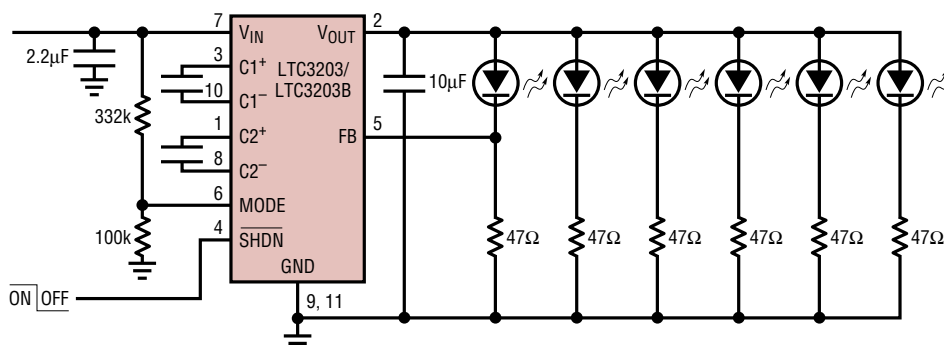 7
V_IN
V_OUT
2
2.2µF
3
C1⁺
LTC3203/
LTC3203B
10
C1⁻
10µF
332k
1
C2⁺
FB
5
8
C2⁻
6
MODE
100k
4
S̅H̅D̅N̅
47Ω
47Ω
47Ω
47Ω
47Ω
47Ω
GND
9, 11
ON OFF